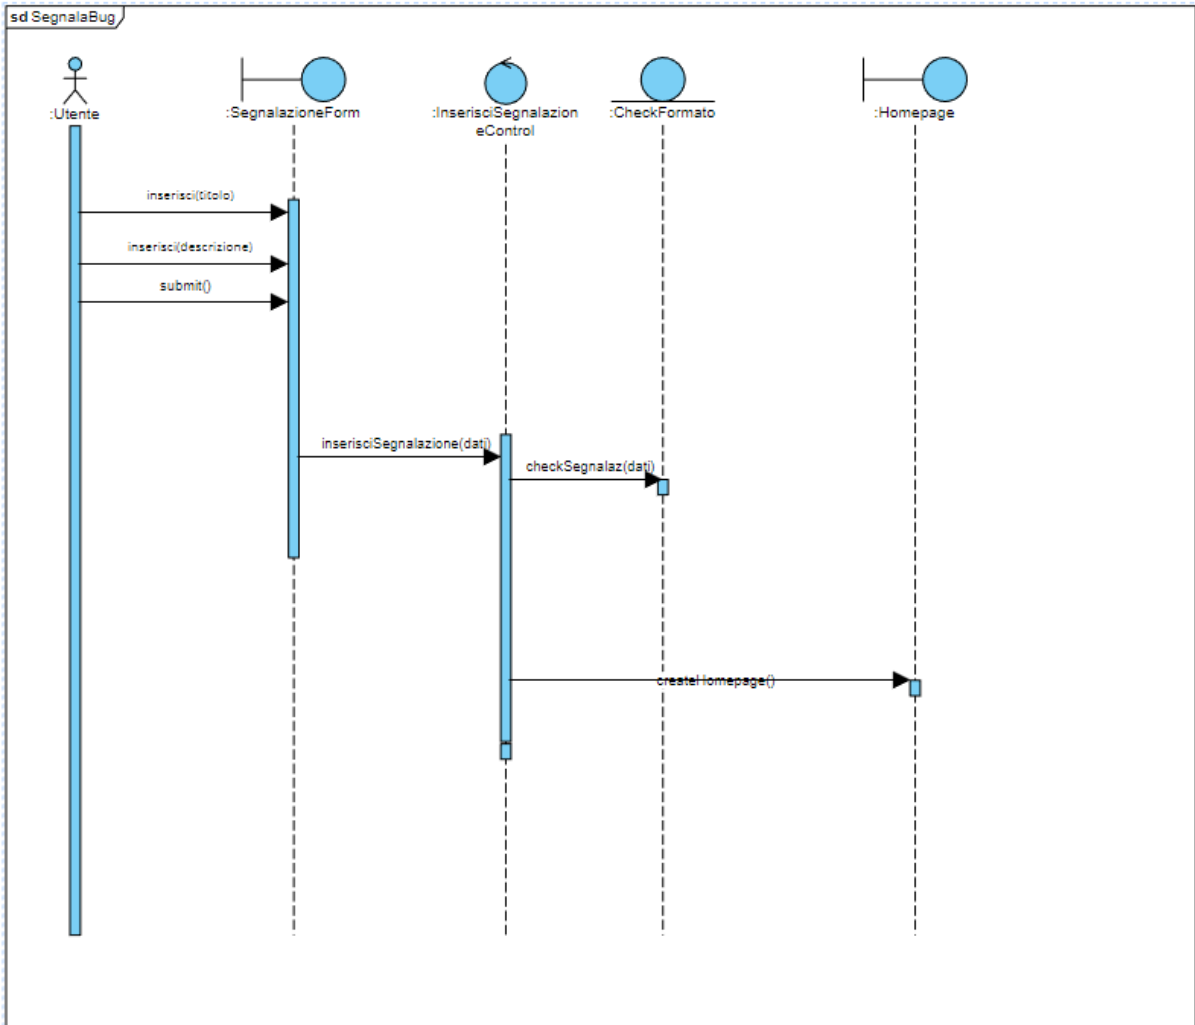 sd SegnalaBug
:Utente
:SegnalazioneForm
:InserisciSegnalazion
eControl
:CheckFormato
:Homepage
inserisci(titolo)
inserisci(descrizione)
submit()
inserisciSegnalazione(dati)
checkSegnalaz(dati)
createHomepage()